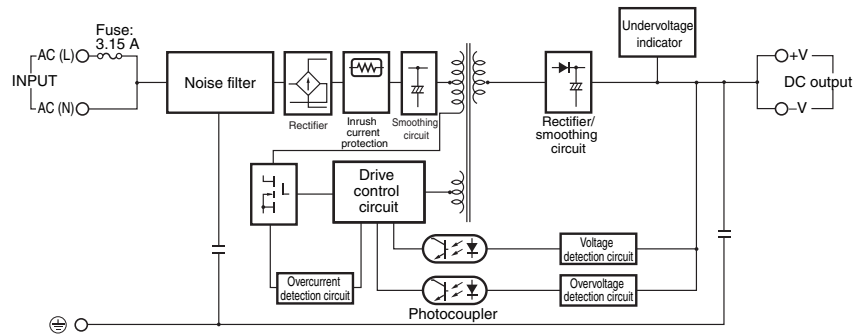 Fuse:
3.15 A
AC (L)
INPUT
AC (N)
Noise filter
Rectifier
Inrush
current
protection
Smoothing
circuit
Rectifier/
smoothing
circuit
Undervoltage
indicator
+V
DC output
–V
Drive
control
circuit
Overcurrent
detection circuit
Photocoupler
Voltage
detection circuit
Overvoltage
detection circuit